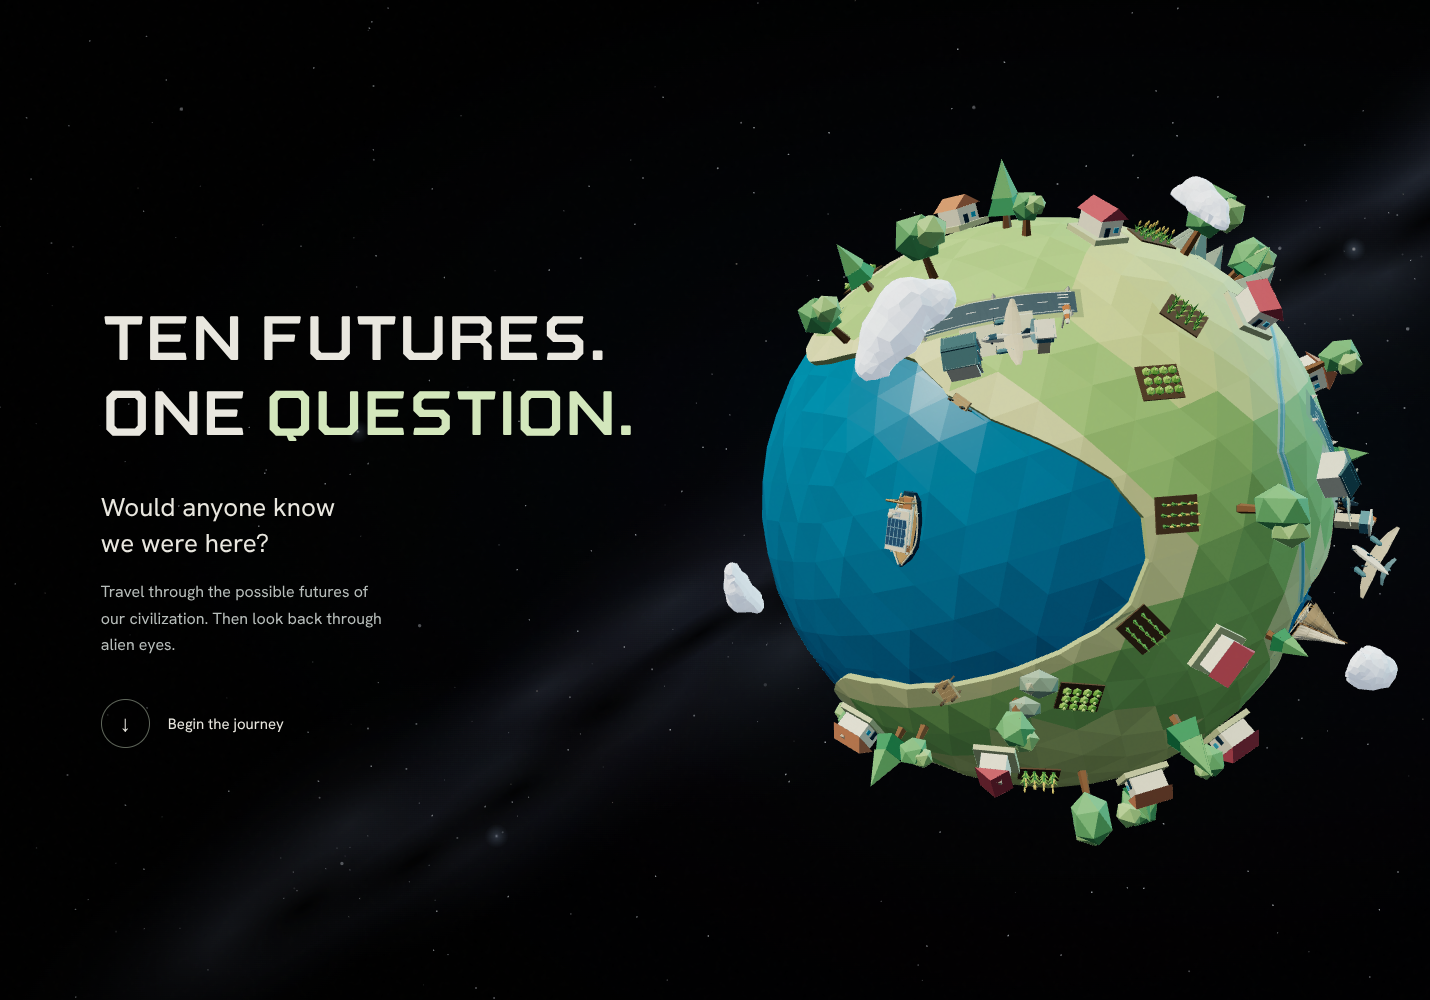 TEN FUTURES.
ONE QUESTION.
Would anyone know
we were here?
Travel through the possible futures of
our civilization. Then look back through
alien eyes.
↓ Begin the journey